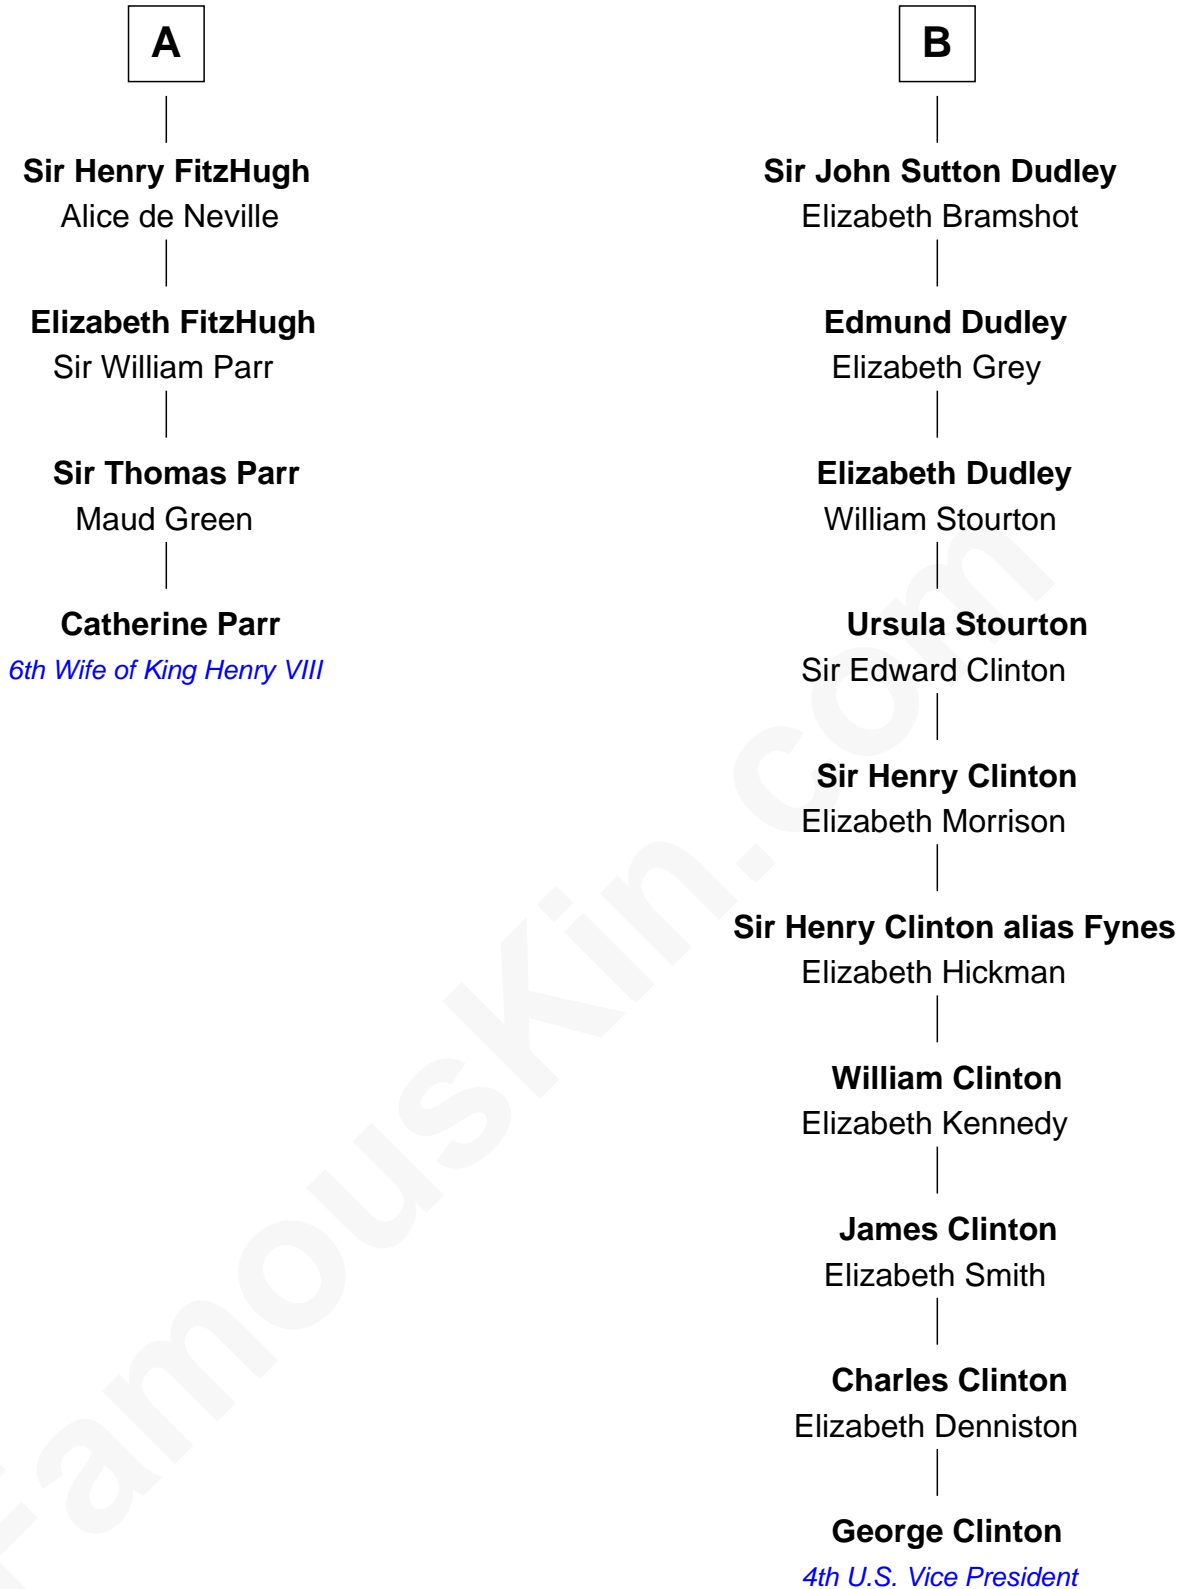 A
Sir Henry FitzHugh
Alice de Neville
Elizabeth FitzHugh
Sir William Parr
Sir Thomas Parr
Maud Green
Catherine Parr
6th Wife of King Henry VIII
B
Sir John Sutton Dudley
Elizabeth Bramshot
Edmund Dudley
Elizabeth Grey
Elizabeth Dudley
William Stourton
Ursula Stourton
Sir Edward Clinton
Sir Henry Clinton
Elizabeth Morrison
Sir Henry Clinton alias Fynes
Elizabeth Hickman
William Clinton
Elizabeth Kennedy
James Clinton
Elizabeth Smith
Charles Clinton
Elizabeth Denniston
George Clinton
4th U.S. Vice President
FamousKin.com